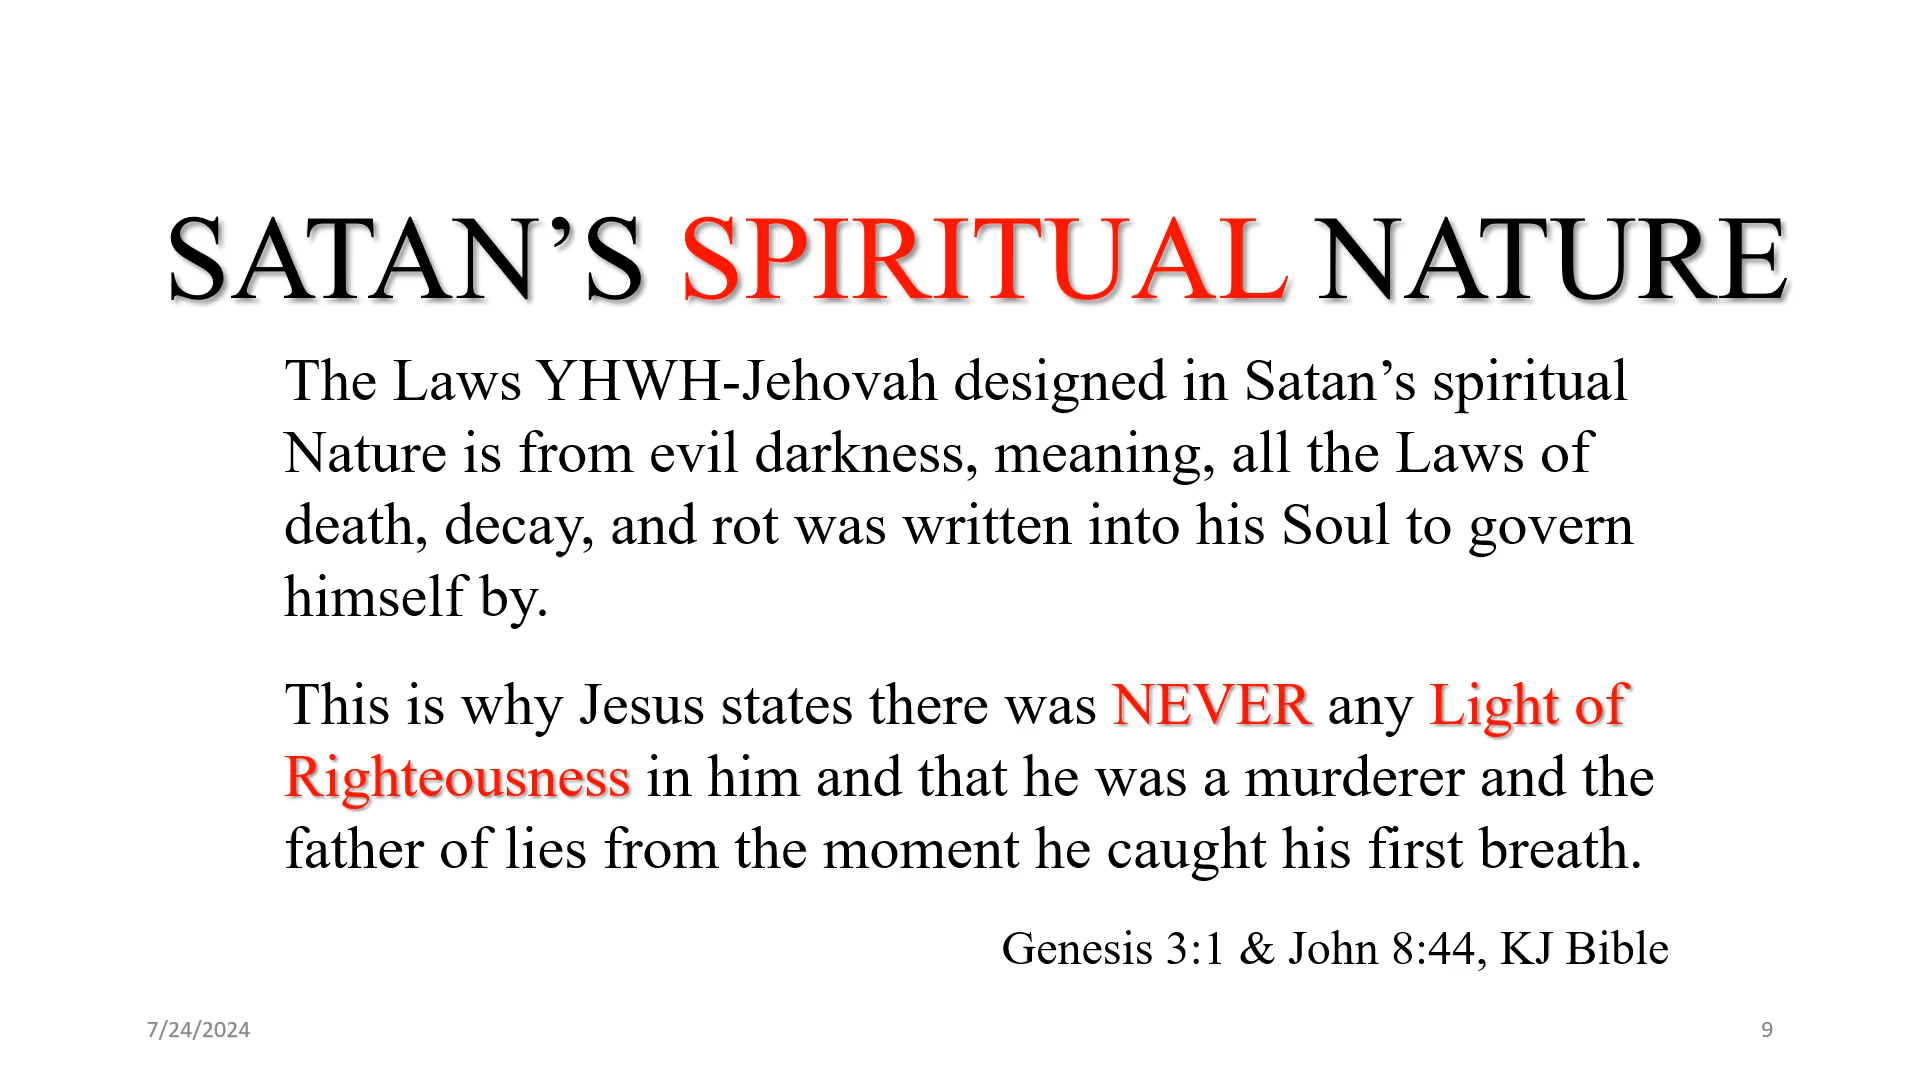 SATAN’S SPIRITUAL NATURE
The Laws YHWH-Jehovah designed in Satan’s spiritual
Nature is from evil darkness, meaning, all the Laws of
death, decay, and rot was written into his Soul to govern
himself by.
This is why Jesus states there was NEVER any Light of
Righteousness in him and that he was a murderer and the
father of lies from the moment he caught his first breath.
Genesis 3:1 & John 8:44, KJ Bible
7/24/2024
9